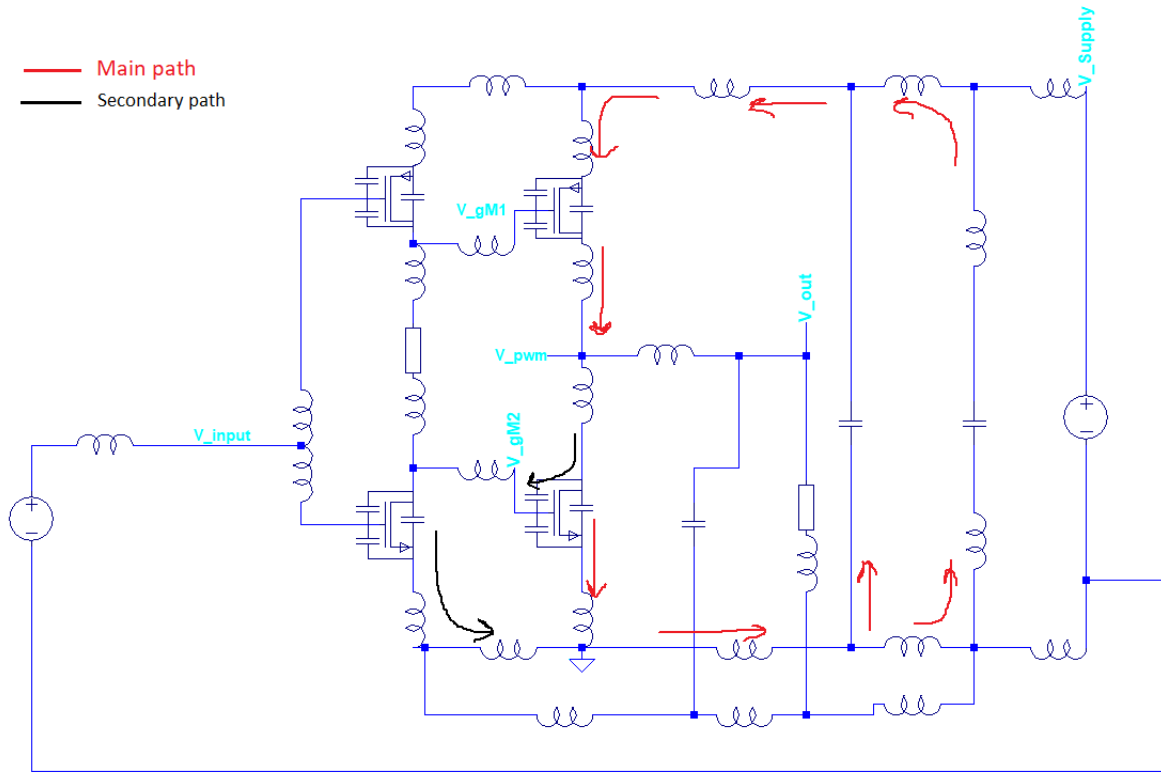 Main path
Secondary path
V_Supply
V_gM1
V_out
V_pwm
V_gM2
V_input